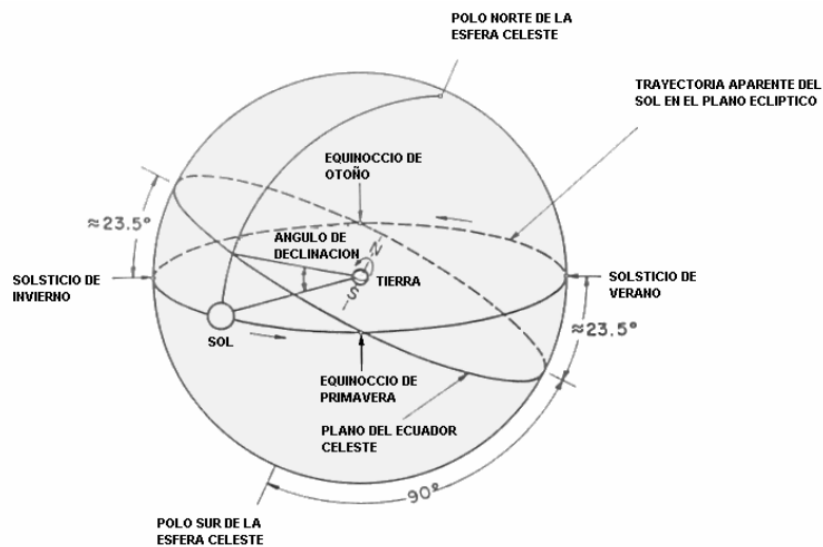 POLO NORTE DE LA
ESFERA CELESTE
TRAYECTORIA APARENTE DEL
SOL EN EL PLANO ECLIPTICO
EQUINOCCIO DE
OTOÑO
≈23.5°
ANGULO DE
DECLINACION
N
SOLSTICIO DE
INVIERNO
TIERRA
SOLSTICIO DE
VERANO
S
SOL
≈23.5°
EQUINOCCIO DE
PRIMAVERA
PLANO DEL ECUADOR
CELESTE
90º
POLO SUR DE LA
ESFERA CELESTE